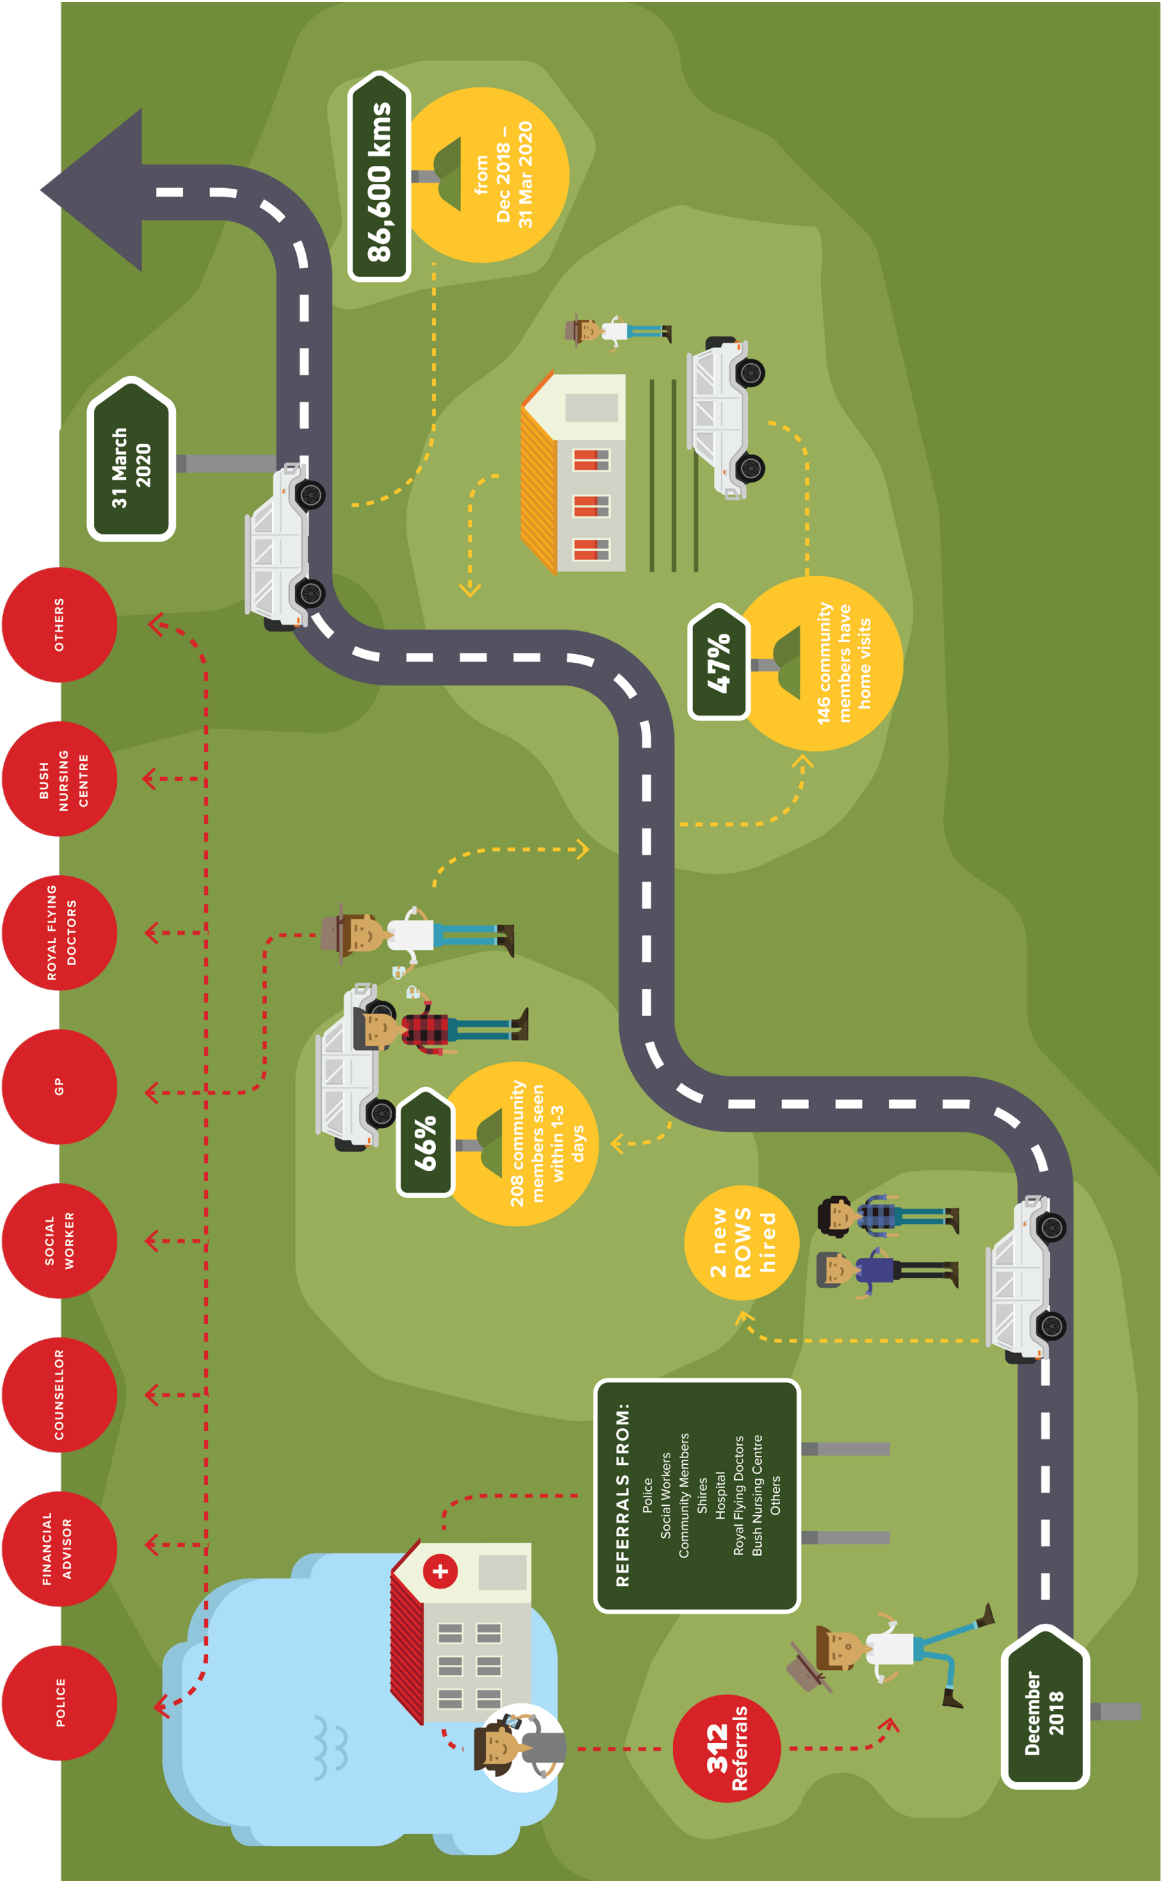 POLICE
FINANCIAL
ADVISOR
COUNSELLOR
SOCIAL
WORKER
GP
ROYAL FLYING
DOCTORS
BUSH
NURSING
CENTRE
OTHERS
31 March
2020
86,600 kms
from
Dec 2018 –
31 Mar 2020
66%
208 community
members seen
within 1-3
days
47%
146 community
members have
home visits
2 new
ROWS
hired
REFERRALS FROM:
Police
Social Workers
Community Members
Shires
Hospital
Royal Flying Doctors
Bush Nursing Centre
Others
312
Referrals
December
2018